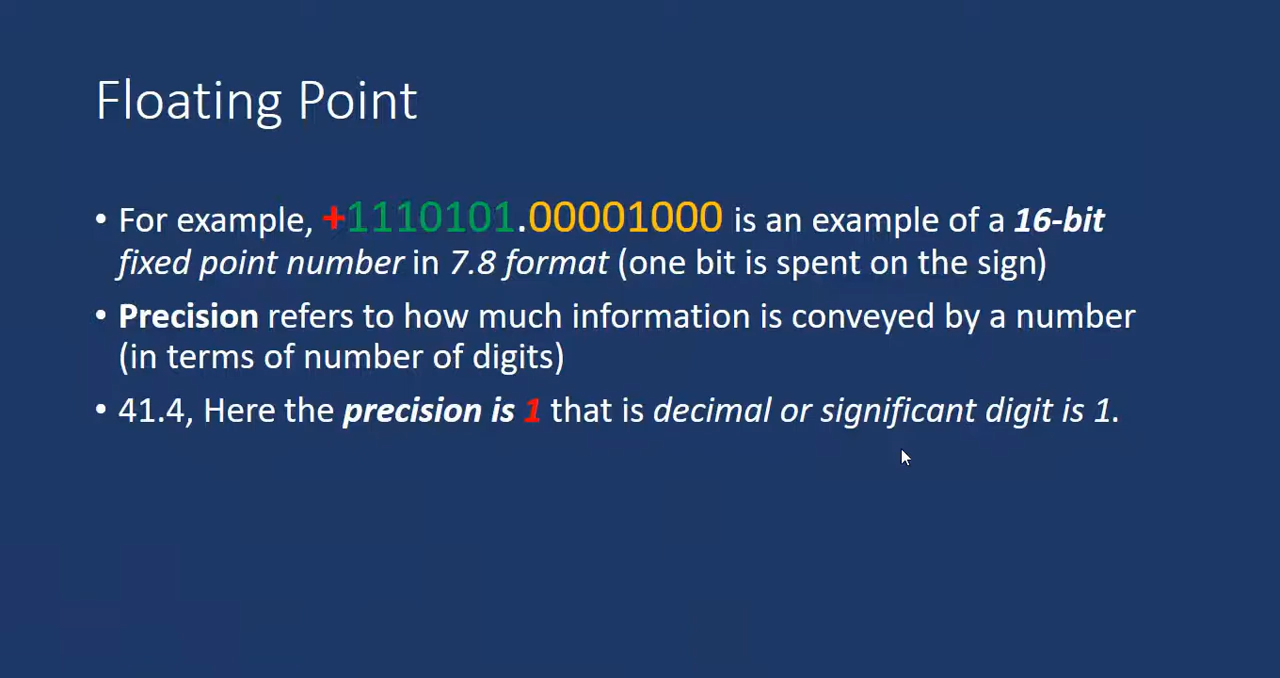 Floating Point
• For example, +1110101.00001000 is an example of a 16-bit
fixed point number in 7.8 format (one bit is spent on the sign)
• Precision refers to how much information is conveyed by a number
(in terms of number of digits)
• 41.4, Here the precision is 1 that is decimal or significant digit is 1.